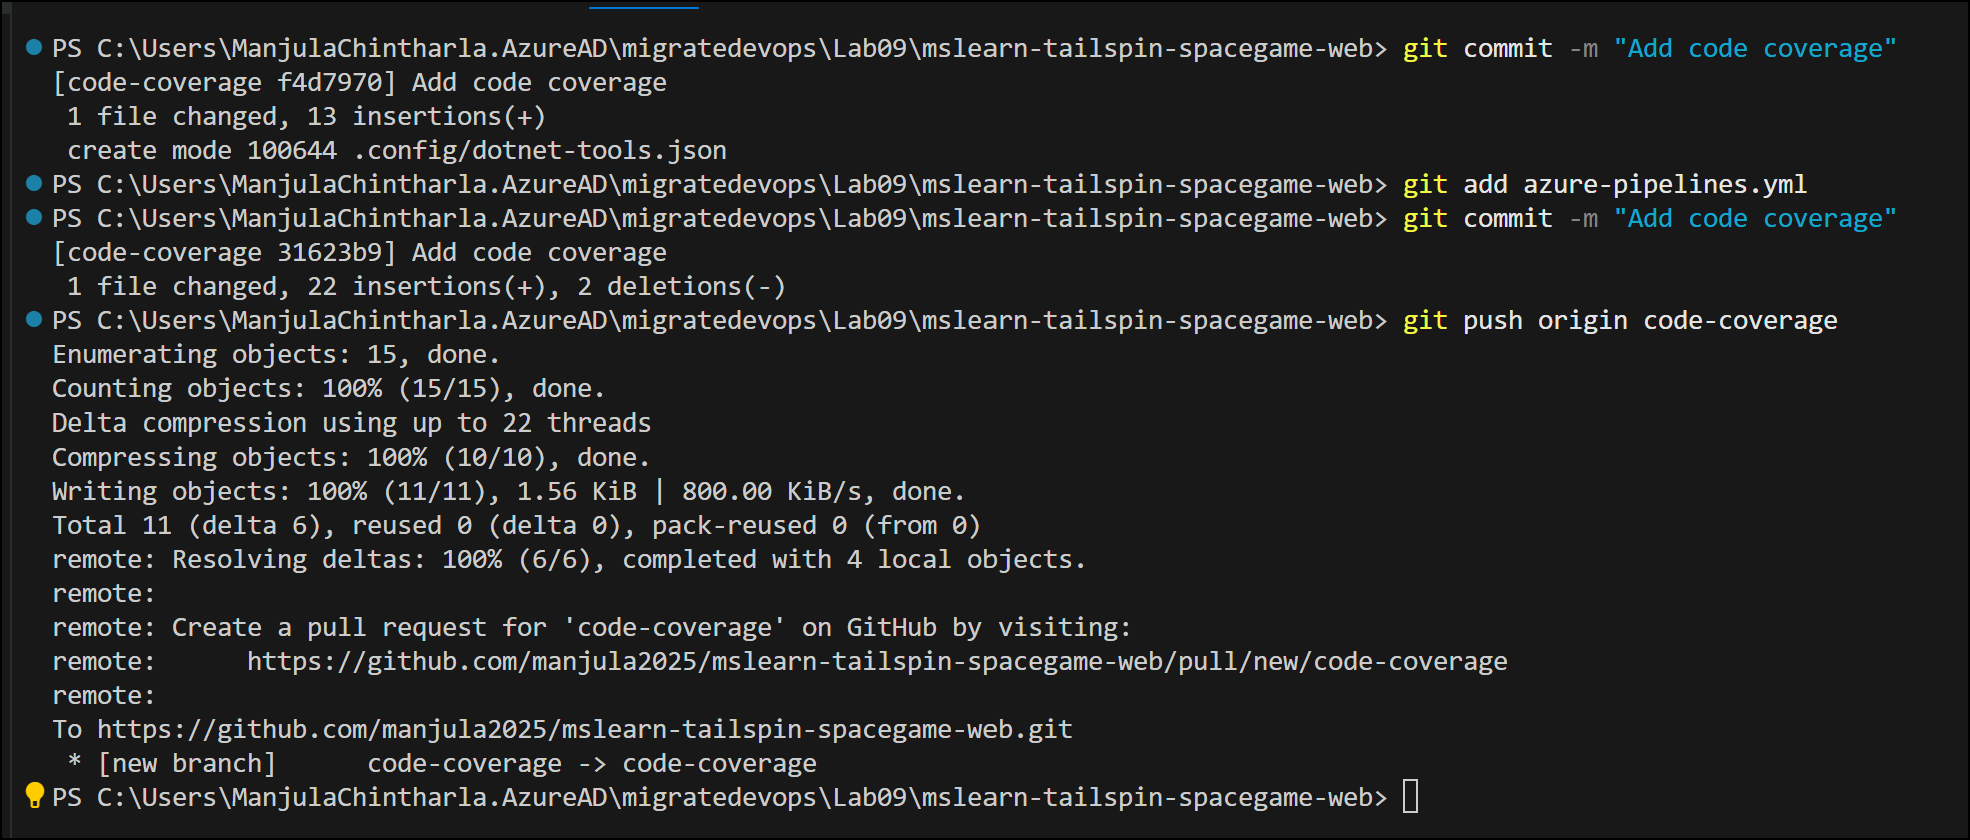 PS C:\Users\ManjulaChintharla.AzureAD\migratedevops\Lab09\mslearn-tailspin-spacegame-web> git commit -m "Add code coverage"
[code-coverage f4d7970] Add code coverage
 1 file changed, 13 insertions(+)
 create mode 100644 .config/dotnet-tools.json
PS C:\Users\ManjulaChintharla.AzureAD\migratedevops\Lab09\mslearn-tailspin-spacegame-web> git add azure-pipelines.yml
PS C:\Users\ManjulaChintharla.AzureAD\migratedevops\Lab09\mslearn-tailspin-spacegame-web> git commit -m "Add code coverage"
[code-coverage 31623b9] Add code coverage
 1 file changed, 22 insertions(+), 2 deletions(-)
PS C:\Users\ManjulaChintharla.AzureAD\migratedevops\Lab09\mslearn-tailspin-spacegame-web> git push origin code-coverage
Enumerating objects: 15, done.
Counting objects: 100% (15/15), done.
Delta compression using up to 22 threads
Compressing objects: 100% (10/10), done.
Writing objects: 100% (11/11), 1.56 KiB | 800.00 KiB/s, done.
Total 11 (delta 6), reused 0 (delta 0), pack-reused 0 (from 0)
remote: Resolving deltas: 100% (6/6), completed with 4 local objects.
remote:
remote: Create a pull request for 'code-coverage' on GitHub by visiting:
remote:      https://github.com/manjula2025/mslearn-tailspin-spacegame-web/pull/new/code-coverage
remote:
To https://github.com/manjula2025/mslearn-tailspin-spacegame-web.git
 * [new branch]      code-coverage -> code-coverage
PS C:\Users\ManjulaChintharla.AzureAD\migratedevops\Lab09\mslearn-tailspin-spacegame-web>